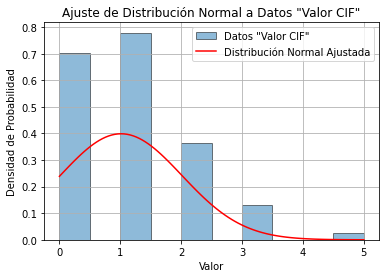 Ajuste de Distribución Normal a Datos "Valor CIF"
Datos "Valor CIF"
Distribución Normal Ajustada
Densidad de Probabilidad
0.8
0.7
0.6
0.5
0.4
0.3
0.2
0.1
0.0
0 1 2 3 4 5
Valor